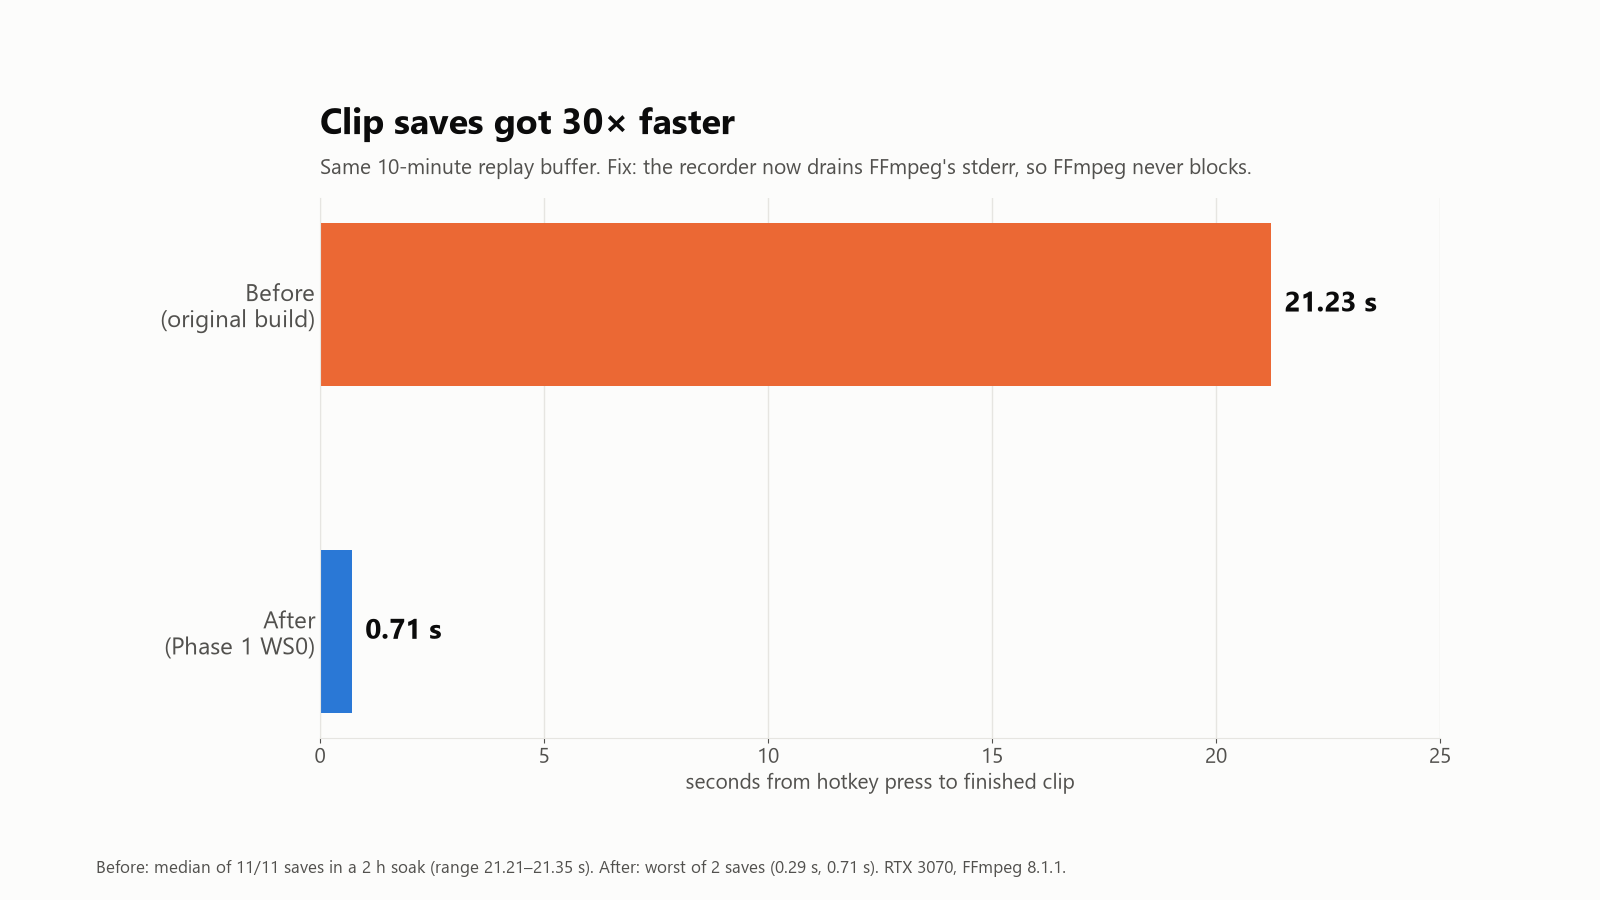 Clip saves got 30× faster
Same 10-minute replay buffer. Fix: the recorder now drains FFmpeg's stderr, so FFmpeg never blocks.
Before
(original build)
21.23 s
After
(Phase 1 WS0)
0.71 s
0 5 10 15 20 25
seconds from hotkey press to finished clip
Before: median of 11/11 saves in a 2 h soak (range 21.21–21.35 s). After: worst of 2 saves (0.29 s, 0.71 s). RTX 3070, FFmpeg 8.1.1.